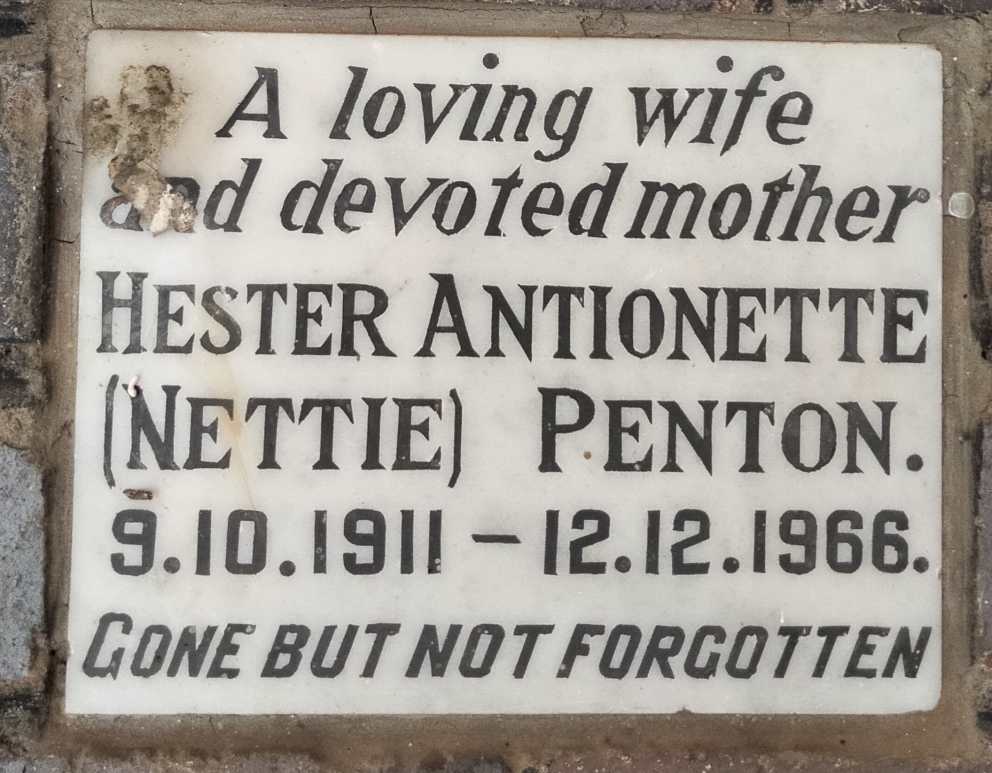 A loving wife
and devoted mother
HESTER ANTIONETTE
(NETTIE) PENTON.
9.10.1911 – 12.12.1966.
GONE BUT NOT FORGOTTEN